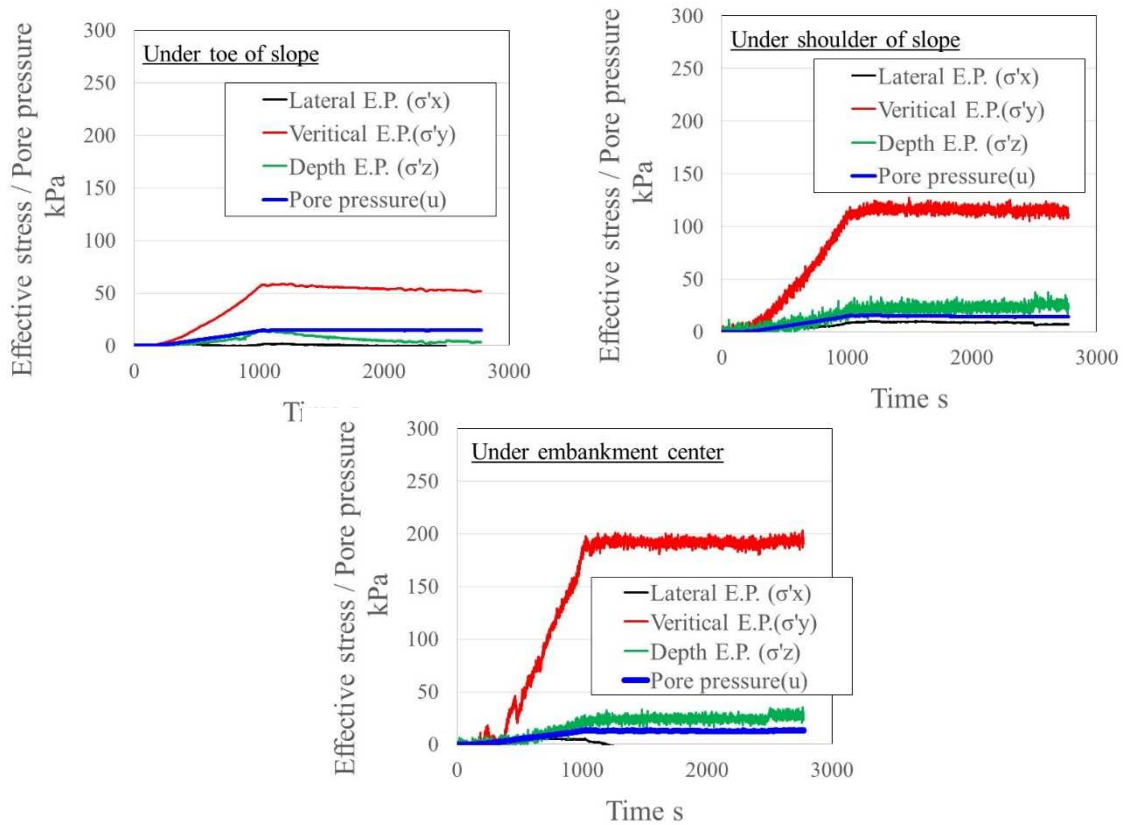 Under toe of slope
Lateral E.P. (σ'x)
Veritical E.P.(σ'y)
Depth E.P. (σ'z)
Pore pressure(u)
Effective stress / Pore pressure
kPa
300
250
200
150
100
50
0
0 1000 2000 3000
Under shoulder of slope
Lateral E.P. (σ'x)
Veritical E.P.(σ'y)
Depth E.P. (σ'z)
Pore pressure(u)
Effective stress / Pore pressure
kPa
300
250
200
150
100
50
0
0 1000 2000 3000
Time s
Under embankment center
Lateral E.P. (σ'x)
Veritical E.P.(σ'y)
Depth E.P. (σ'z)
Pore pressure(u)
Effective stress / Pore pressure
kPa
300
250
200
150
100
50
0
0 1000 2000 3000
Time s